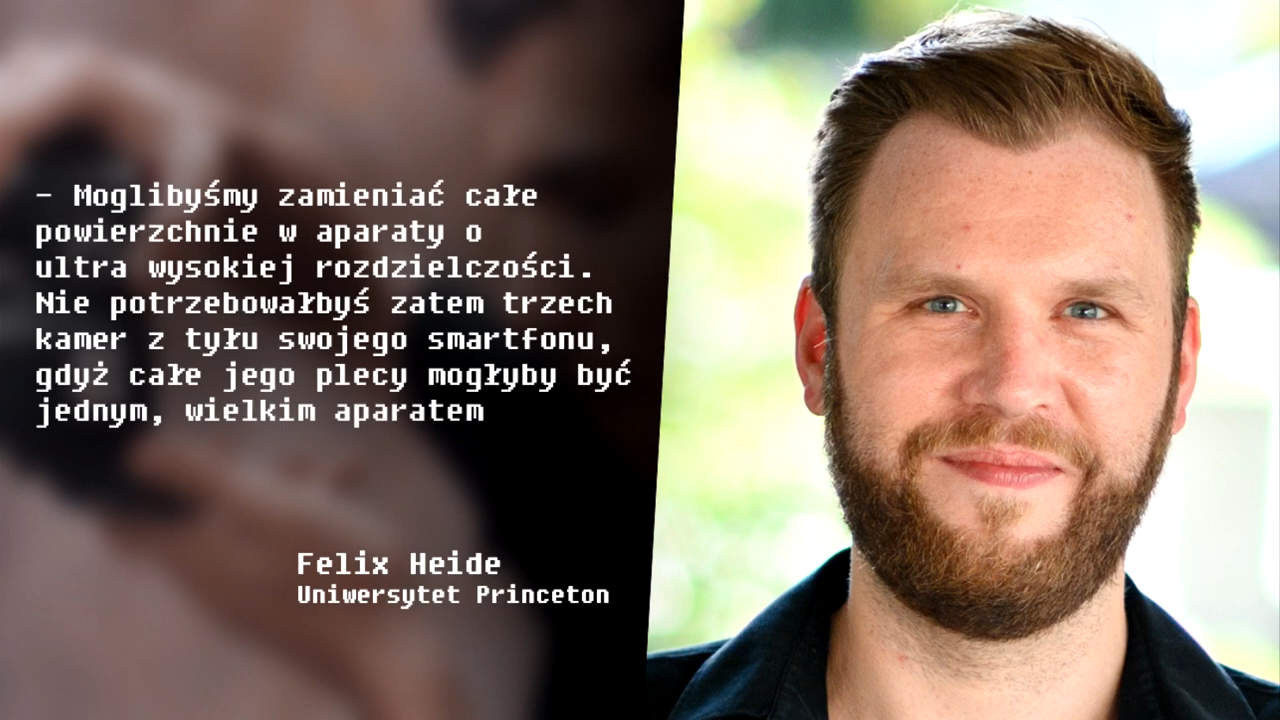 – Moglibyśmy zamieniać całe
powierzchnie w aparaty o
ultra wysokiej rozdzielczości.
Nie potrzebowałbyś zatem trzech
kamer z tyłu swojego smartfonu,
gdyż całe jego plecy mogłyby być
jednym, wielkim aparatem
Felix Heide
Uniwersytet Princeton